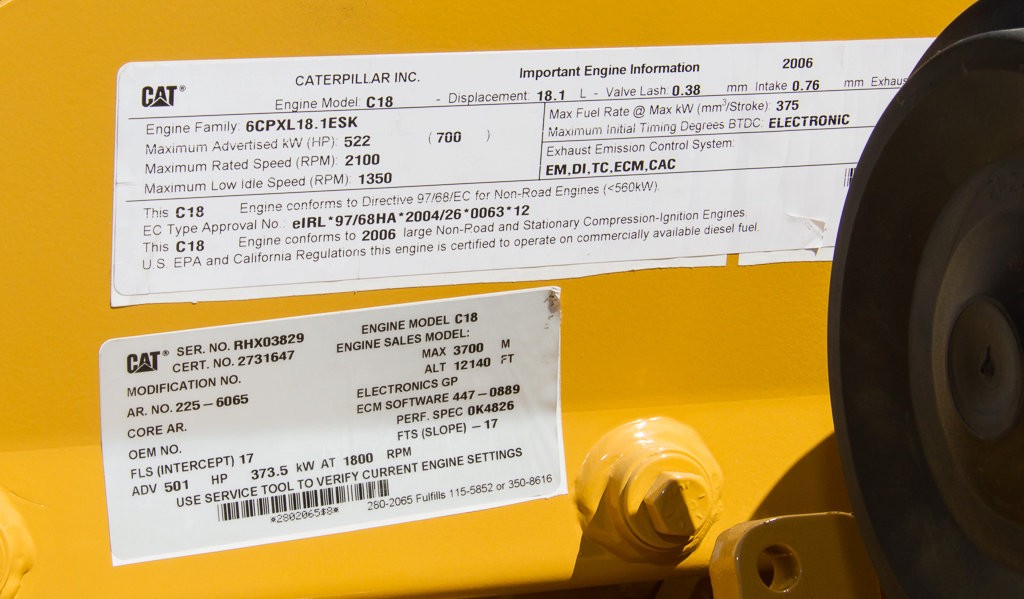 CAT® CATERPILLAR INC. Important Engine Information 2006
Engine Model: C18 - Displacement: 18.1 L - Valve Lash: 0.38 mm Intake 0.76 mm Exhaus
Engine Family: 6CPXL18.1ESK
Maximum Advertised kW (HP): 522 ( 700 )
Maximum Rated Speed (RPM): 2100
Maximum Low Idle Speed (RPM): 1350
Max Fuel Rate @ Max kW (mm³/Stroke): 375
Maximum Initial Timing Degrees BTDC: ELECTRONIC
Exhaust Emission Control System:
EM,DI,TC,ECM,CAC
This C18 Engine conforms to Directive 97/68/EC for Non-Road Engines (<560kW).
EC Type Approval No.: eIRL*97/68HA*2004/26*0063*12
This C18 Engine conforms to 2006 large Non-Road and Stationary Compression-Ignition Engines
U.S. EPA and California Regulations this engine is certified to operate on commercially available diesel fuel.
CAT® SER. NO. RHX03829
CERT. NO. 2731647
MODIFICATION NO.
AR. NO. 225-6065
CORE AR.
OEM NO.
FLS (INTERCEPT) 17
ENGINE MODEL C18
ENGINE SALES MODEL:
MAX 3700 M
ALT 12140 FT
ELECTRONICS GP
ECM SOFTWARE 447-0889
PERF. SPEC 0K4826
FTS (SLOPE) -17
ADV 501 HP 373.5 kW AT 1800 RPM
USE SERVICE TOOL TO VERIFY CURRENT ENGINE SETTINGS
*2802065$8*
280-2065 Fulfills 115-5852 or 350-8616